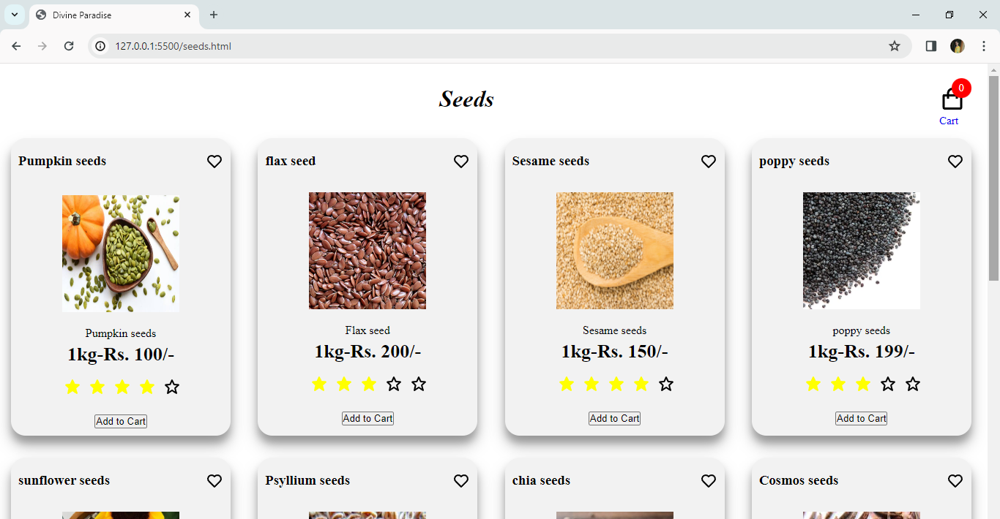 Divine Paradise
127.0.0.1:5500/seeds.html
Seeds
0
Cart
Pumpkin seeds
flax seed
Sesame seeds
poppy seeds
Pumpkin seeds
Flax seed
Sesame seeds
poppy seeds
1kg-Rs. 100/-
1kg-Rs. 200/-
1kg-Rs. 150/-
1kg-Rs. 199/-
Add to Cart
Add to Cart
Add to Cart
Add to Cart
sunflower seeds
Psyllium seeds
chia seeds
Cosmos seeds